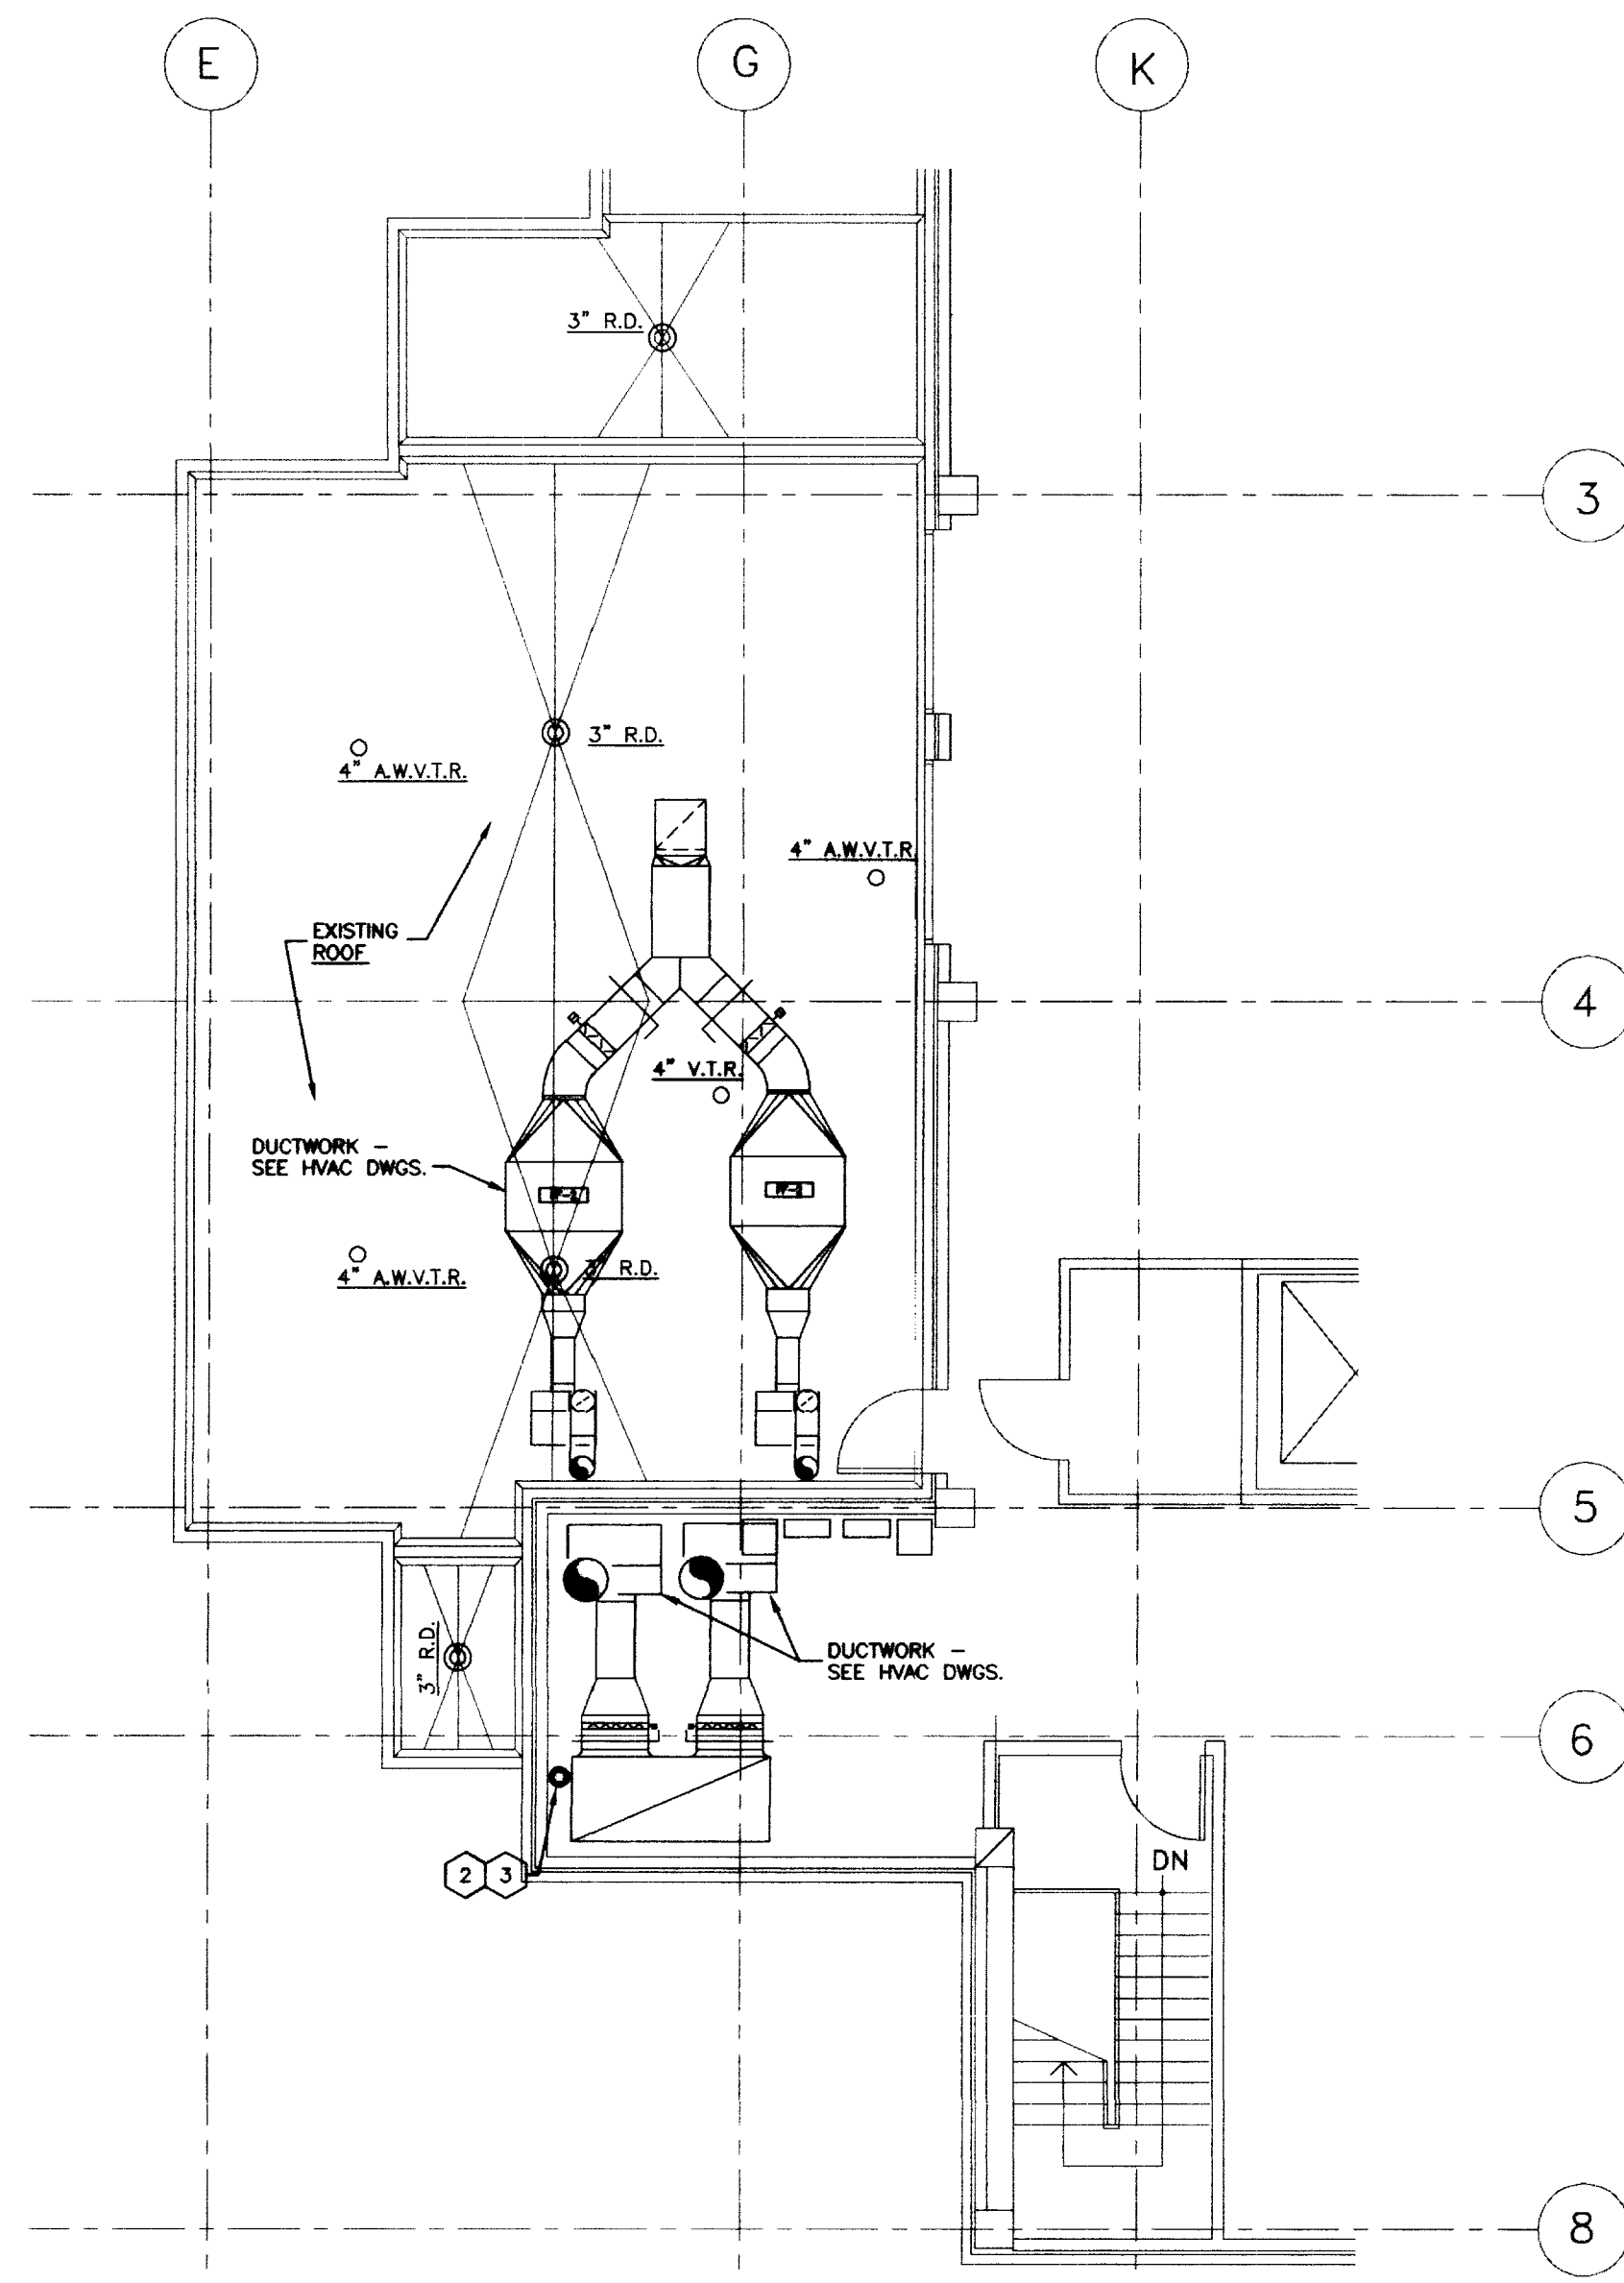 E
G
K
3" R.D.
3
3" R.D.
4" A.W.V.T.R.
4" A.W.V.T.R
EXISTING
ROOF
4
4" V.T.R.
DUCTWORK –
SEE HVAC DWGS.
3" R.D.
4" A.W.V.T.R.
5
3" R.D.
DUCTWORK –
SEE HVAC DWGS.
6
2 3
DN
8